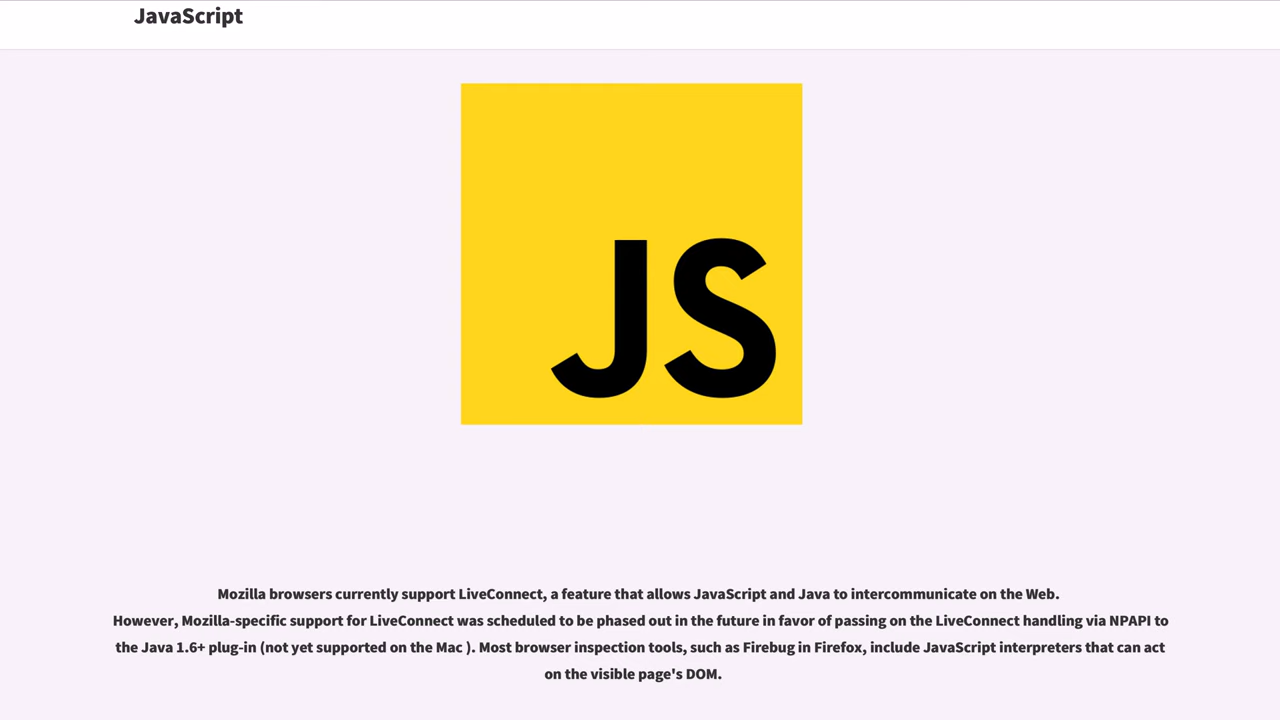 JavaScript
JS
Mozilla browsers currently support LiveConnect, a feature that allows JavaScript and Java to intercommunicate on the Web.
However, Mozilla-specific support for LiveConnect was scheduled to be phased out in the future in favor of passing on the LiveConnect handling via NPAPI to
the Java 1.6+ plug-in (not yet supported on the Mac ). Most browser inspection tools, such as Firebug in Firefox, include JavaScript interpreters that can act
on the visible page's DOM.